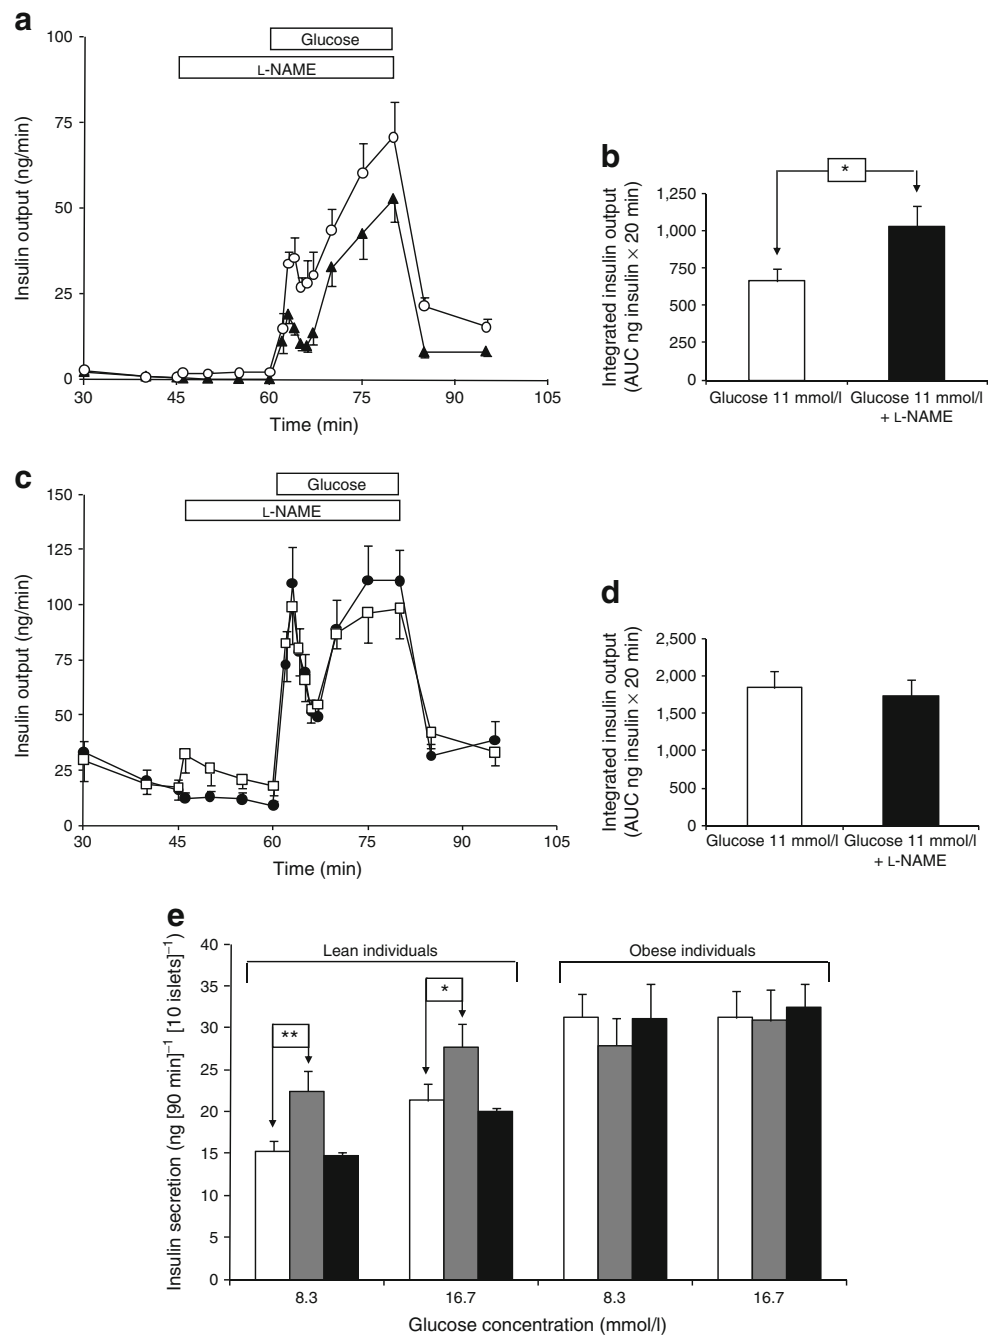 a
100
75
50
25
0
Insulin output (ng/min)
Glucose
L-NAME
30 45 60 75 90 105
Time (min)
b
*
1,250
1,000
750
500
250
0
Integrated insulin output
(AUC ng insulin × 20 min)
Glucose 11 mmol/l Glucose 11 mmol/l
+ L-NAME
c
150
125
100
75
50
25
0
Insulin output (ng/min)
Glucose
L-NAME
30 45 60 75 90 105
Time (min)
d
2,500
2,000
1,500
1,000
500
0
Integrated insulin output
(AUC ng insulin × 20 min)
Glucose 11 mmol/l Glucose 11 mmol/l
+ L-NAME
e
40
35
30
25
20
15
10
5
0
Insulin secretion (ng [90 min]⁻¹ [10 islets]⁻¹)
Lean individuals Obese individuals
**
*
8.3 16.7 8.3 16.7
Glucose concentration (mmol/l)